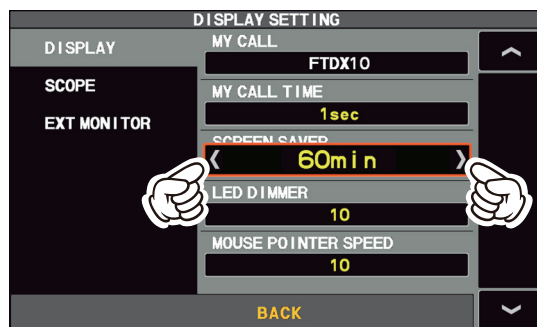 DISPLAY SETTING
DISPLAY
SCOPE
EXT MONITOR
MY CALL
FTDX10
MY CALL TIME
1sec
SCREEN SAVER
60min
LED DIMMER
10
MOUSE POINTER SPEED
10
BACK